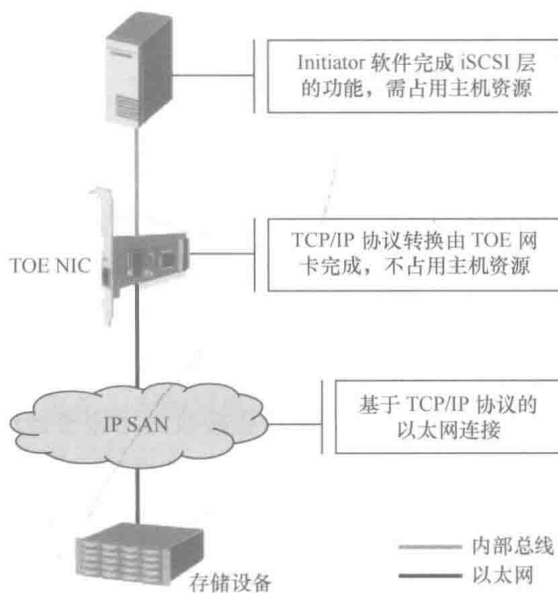 Initiator 软件完成 iSCSI 层
的功能，需占用主机资源
TOE NIC
TCP/IP 协议转换由 TOE 网
卡完成，不占用主机资源
IP SAN
基于 TCP/IP 协议的
以太网连接
存储设备
内部总线
以太网